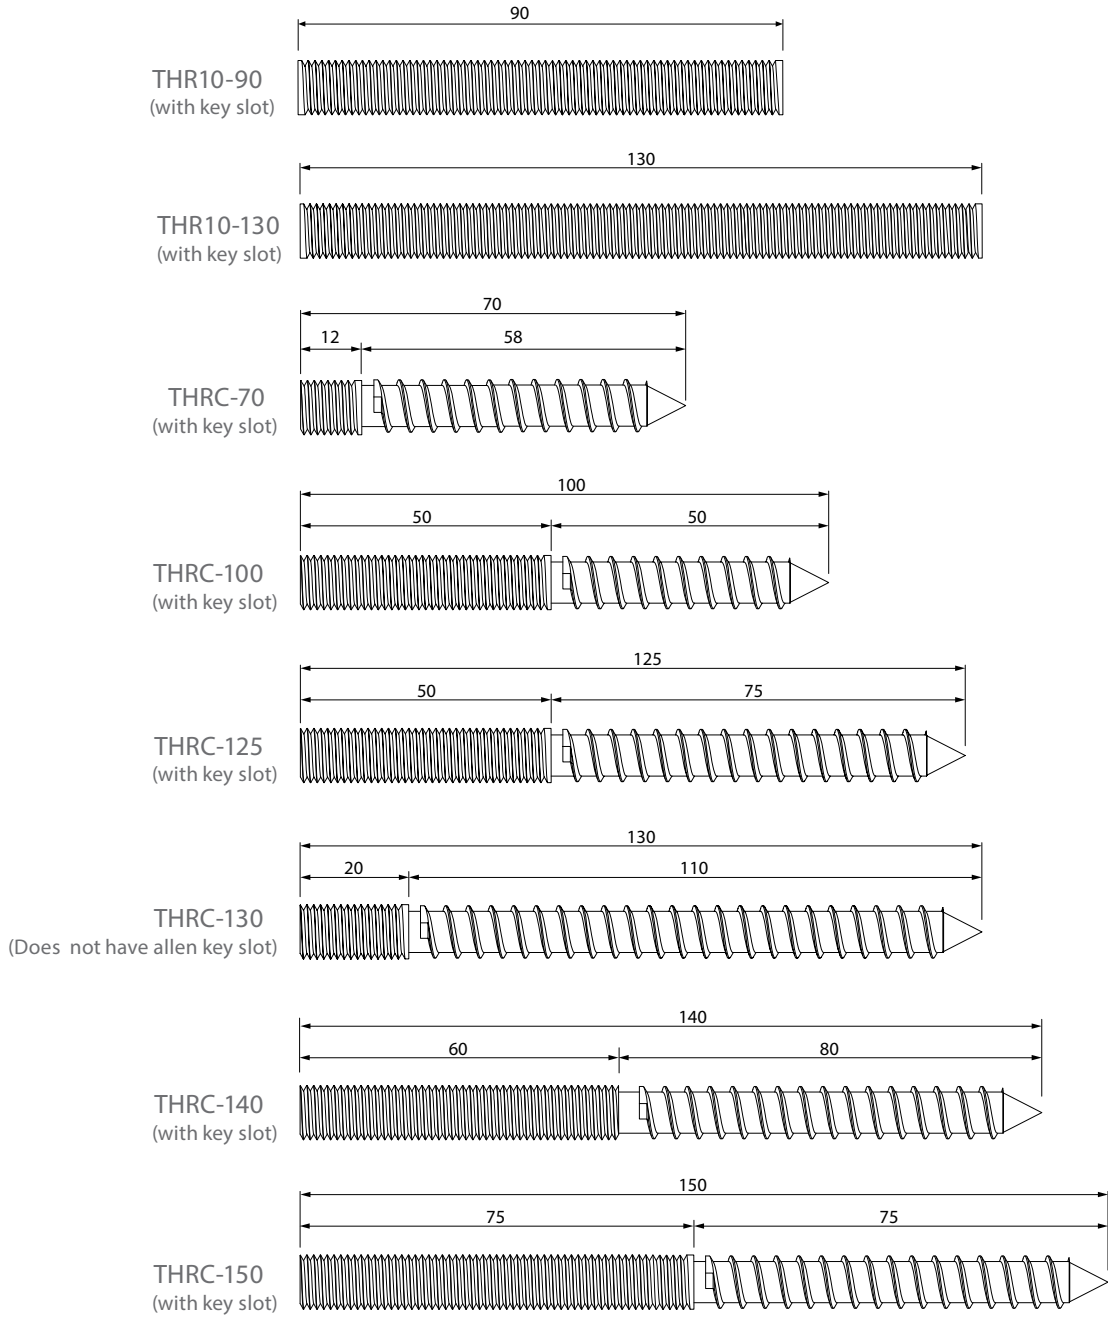 90
THR10-90
(with key slot)
130
THR10-130
(with key slot)
70
12 58
THRC-70
(with key slot)
100
50 50
THRC-100
(with key slot)
125
50 75
THRC-125
(with key slot)
130
20 110
THRC-130
(Does not have allen key slot)
140
60 80
THRC-140
(with key slot)
150
75 75
THRC-150
(with key slot)